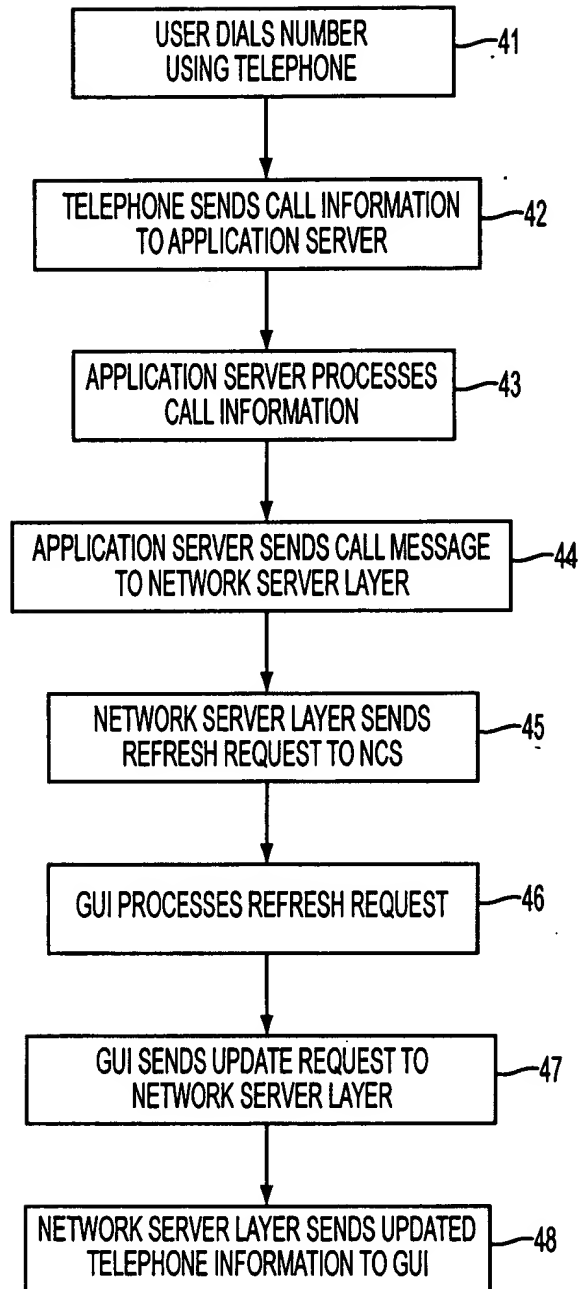 USER DIALS NUMBER
USING TELEPHONE
41
TELEPHONE SENDS CALL INFORMATION
TO APPLICATION SERVER
42
APPLICATION SERVER PROCESSES
CALL INFORMATION
43
APPLICATION SERVER SENDS CALL MESSAGE
TO NETWORK SERVER LAYER
44
NETWORK SERVER LAYER SENDS
REFRESH REQUEST TO NCS
45
GUI PROCESSES REFRESH REQUEST
46
GUI SENDS UPDATE REQUEST TO
NETWORK SERVER LAYER
47
NETWORK SERVER LAYER SENDS UPDATED
TELEPHONE INFORMATION TO GUI
48